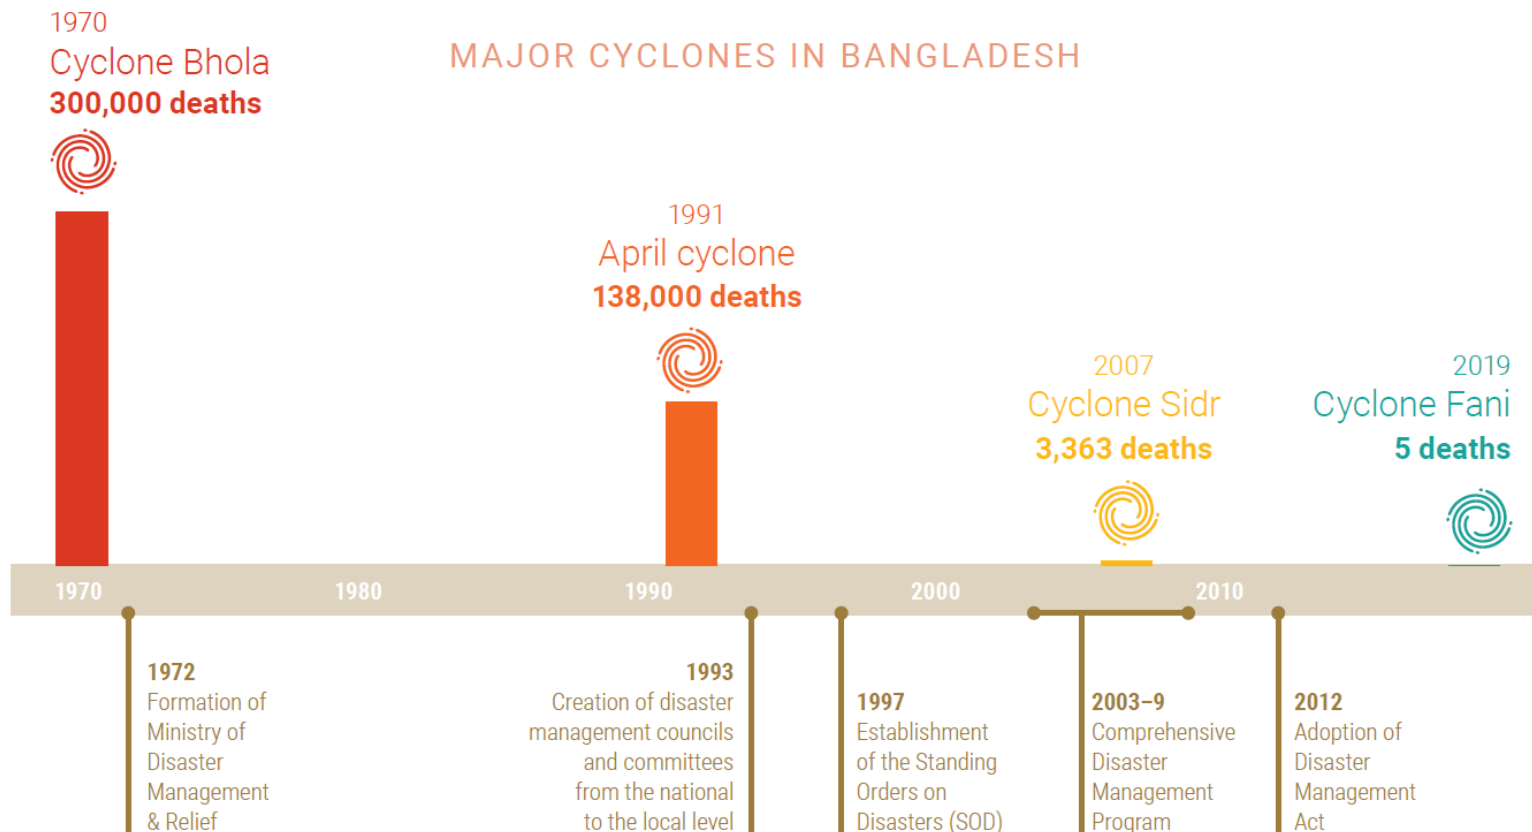 1970
Cyclone Bhola
300,000 deaths
MAJOR CYCLONES IN BANGLADESH
1991
April cyclone
138,000 deaths
2007
Cyclone Sidr
3,363 deaths
2019
Cyclone Fani
5 deaths
1970
1980
1990
2000
2010
1972
Formation of
Ministry of
Disaster
Management
& Relief
1993
Creation of disaster
management councils
and committees
from the national
to the local level
1997
Establishment
of the Standing
Orders on
Disasters (SOD)
2003–9
Comprehensive
Disaster
Management
Program
2012
Adoption of
Disaster
Management
Act